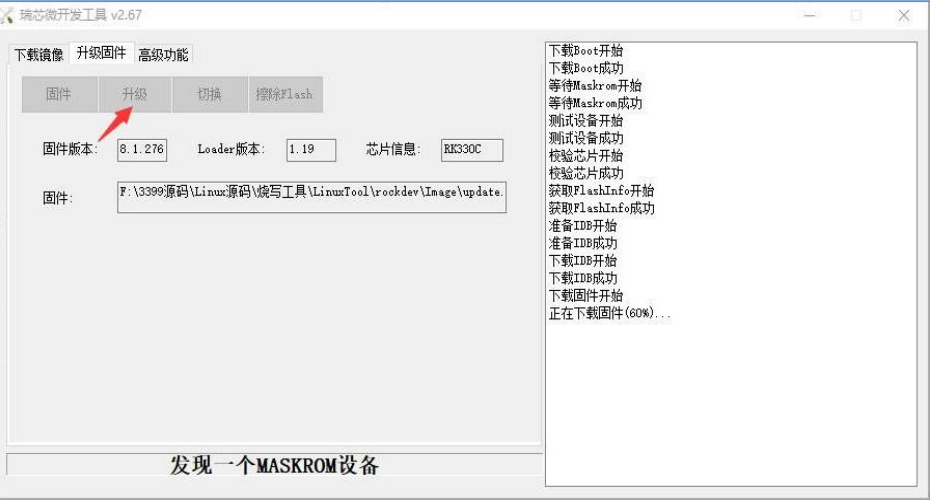 瑞芯微开发工具 v2.67
下载镜像 升级固件 高级功能
固件 升级 切换 擦除Flash
固件版本: 8.1.276 Loader版本: 1.19 芯片信息: RK330C
固件: F:\3399源码\Linux源码\烧写工具\LinuxTool\rockdev\Image\update.
发现一个MASKROM设备
下载Boot开始
下载Boot成功
等待Maskrom开始
等待Maskrom成功
测试设备开始
测试设备成功
校验芯片开始
校验芯片成功
获取FlashInfo开始
获取FlashInfo成功
准备IDB开始
准备IDB成功
下载IDB开始
下载IDB成功
下载固件开始
正在下载固件(60%)...